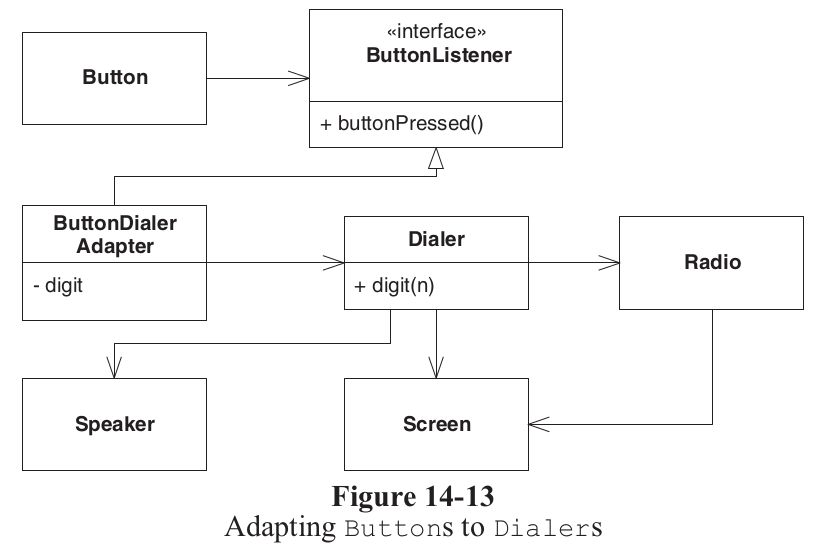 «interface»
Button
ButtonListener
+ buttonPressed()
ButtonDialer
Adapter
- digit
Dialer
+ digit(n)
Radio
Speaker
Screen
Figure 14-13
Adapting Buttons to Dialers